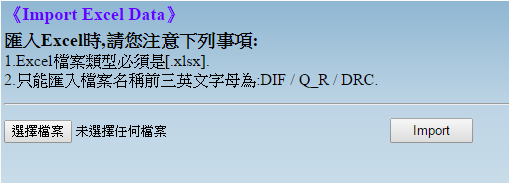 《Import Excel Data》
匯入Excel時,請您注意下列事項:
1.Excel檔案類型必須是[.xlsx].
2.只能匯入檔案名稱前三英文字母為:DIF / Q_R / DRC.
選擇檔案 未選擇任何檔案 Import